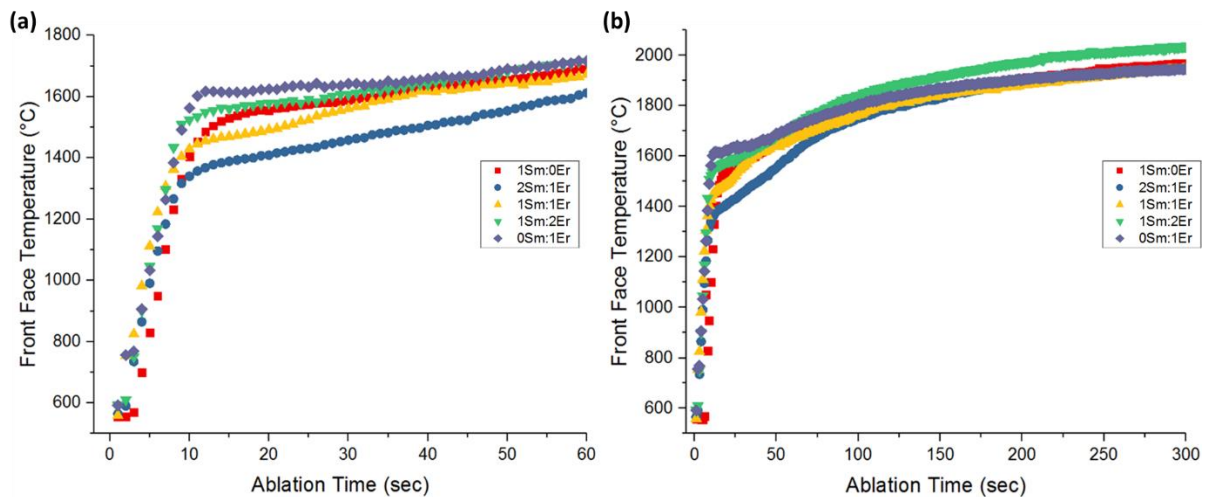 (a)
1800
1600
1400
1200
1000
800
600
0
10
20
30
40
50
60
Front Face Temperature (°C)
Ablation Time (sec)
1Sm:0Er
2Sm:1Er
1Sm:1Er
1Sm:2Er
0Sm:1Er
(b)
2000
1800
1600
1400
1200
1000
800
600
0
50
100
150
200
250
300
Front Face Temperature (°C)
Ablation Time (sec)
1Sm:0Er
2Sm:1Er
1Sm:1Er
1Sm:2Er
0Sm:1Er